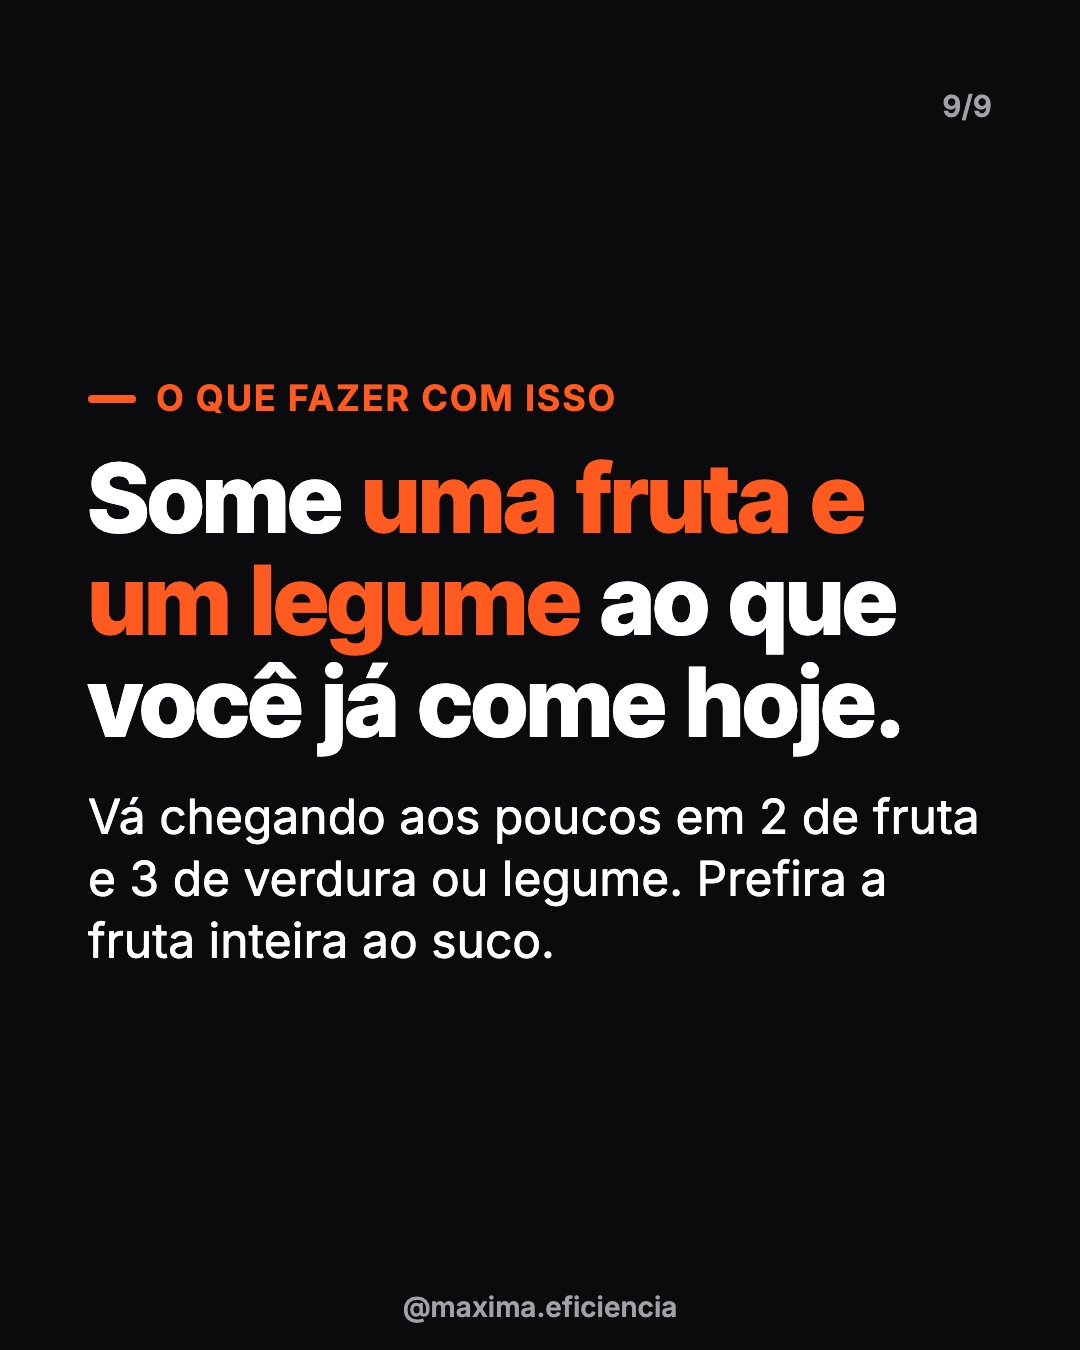 9/9
O QUE FAZER COM ISSO
Some uma fruta e
um legume ao que
você já come hoje.
Vá chegando aos poucos em 2 de fruta
e 3 de verdura ou legume. Prefira a
fruta inteira ao suco.
@maxima.eficiencia